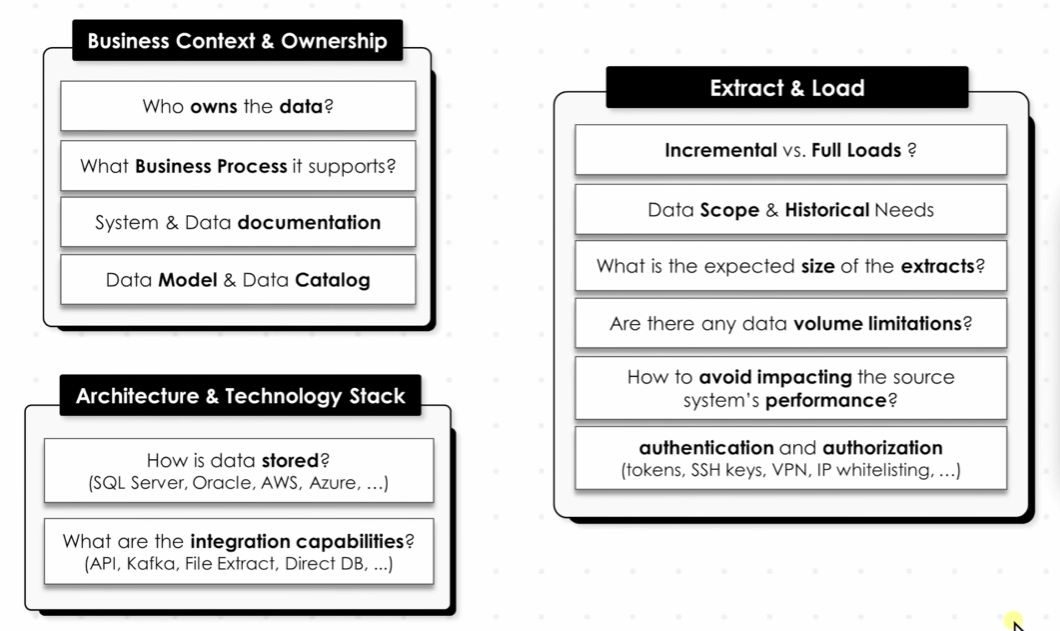 Business Context & Ownership
Who owns the data?
What Business Process it supports?
System & Data documentation
Data Model & Data Catalog
Architecture & Technology Stack
How is data stored?
(SQL Server, Oracle, AWS, Azure, ...)
What are the integration capabilities?
(API, Kafka, File Extract, Direct DB, ...)
Extract & Load
Incremental vs. Full Loads ?
Data Scope & Historical Needs
What is the expected size of the extracts?
Are there any data volume limitations?
How to avoid impacting the source
system's performance?
authentication and authorization
(tokens, SSH keys, VPN, IP whitelisting, ...)